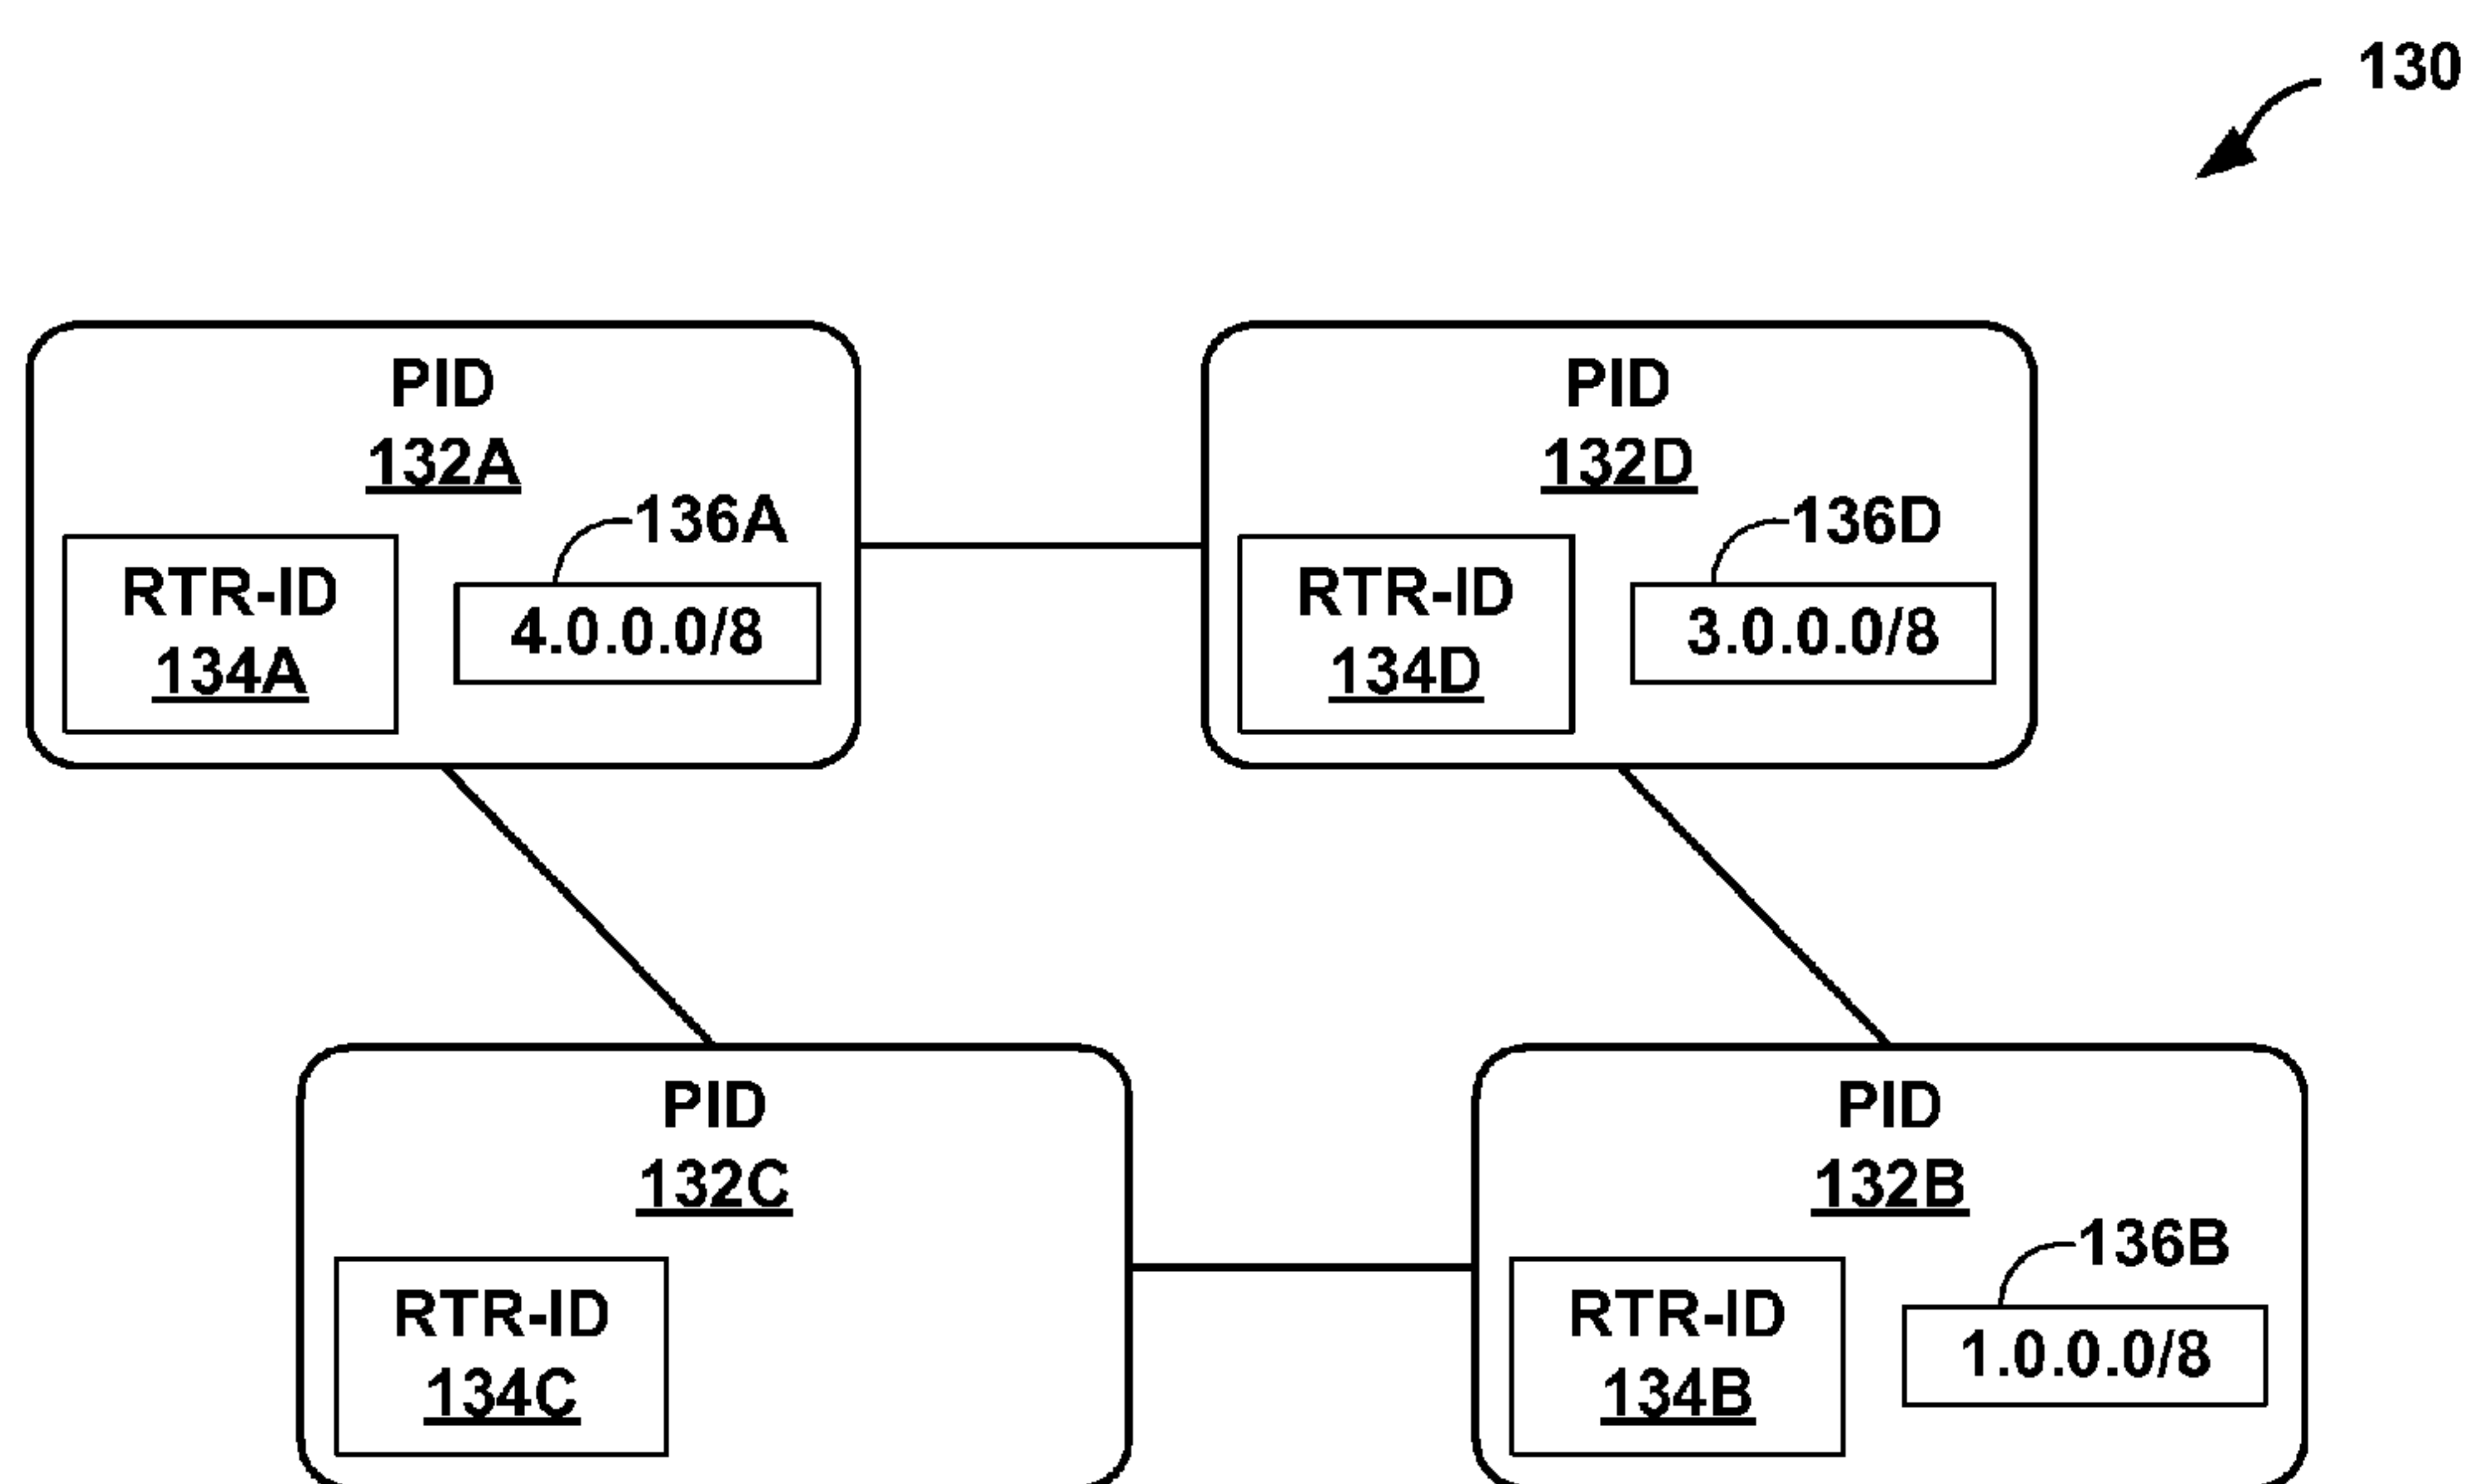 130
PID
132A
136A
RTR-ID
134A
4.0.0.0/8
PID
132D
136D
RTR-ID
134D
3.0.0.0/8
PID
132C
RTR-ID
134C
PID
132B
136B
RTR-ID
134B
1.0.0.0/8